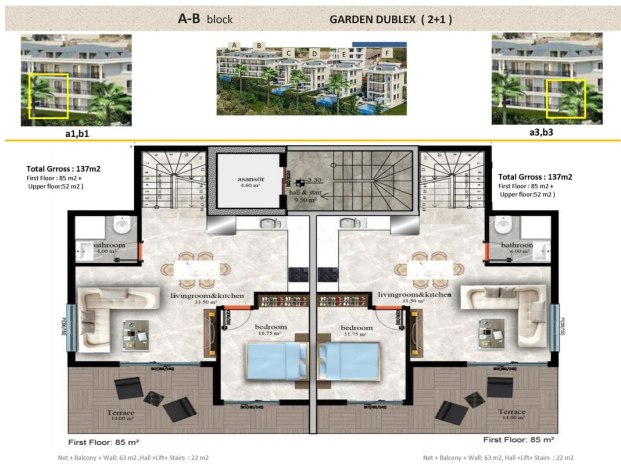 A-B block
GARDEN DUBLEX ( 2+1 )
A
B
C
D
E
F
a1,b1
a3,b3
Total Grross : 137m2
First Floor : 85 m2 +
Upper floor:52 m2 )
Total Grross : 137m2
First Floor : 85 m2 +
Upper floor:52 m2 )
asansör
4.60 m²
hall & stair
9.50 m²
bathroom
4.00 m²
bathroom
4.00 m²
livingroom&kitchen
33.50 m²
livingroom&kitchen
33.50 m²
bedroom
11.75 m²
bedroom
11.75 m²
Terrace
14.00 m²
Terrace
14.00 m²
First Floor: 85 m²
First Floor: 85 m²
Net + Balcony + Wall: 63 m2 ,Hall +Lift+ Stairs : 22 m2
Net + Balcony + Wall: 63 m2, Hall +Lift+ Stairs : 22 m2